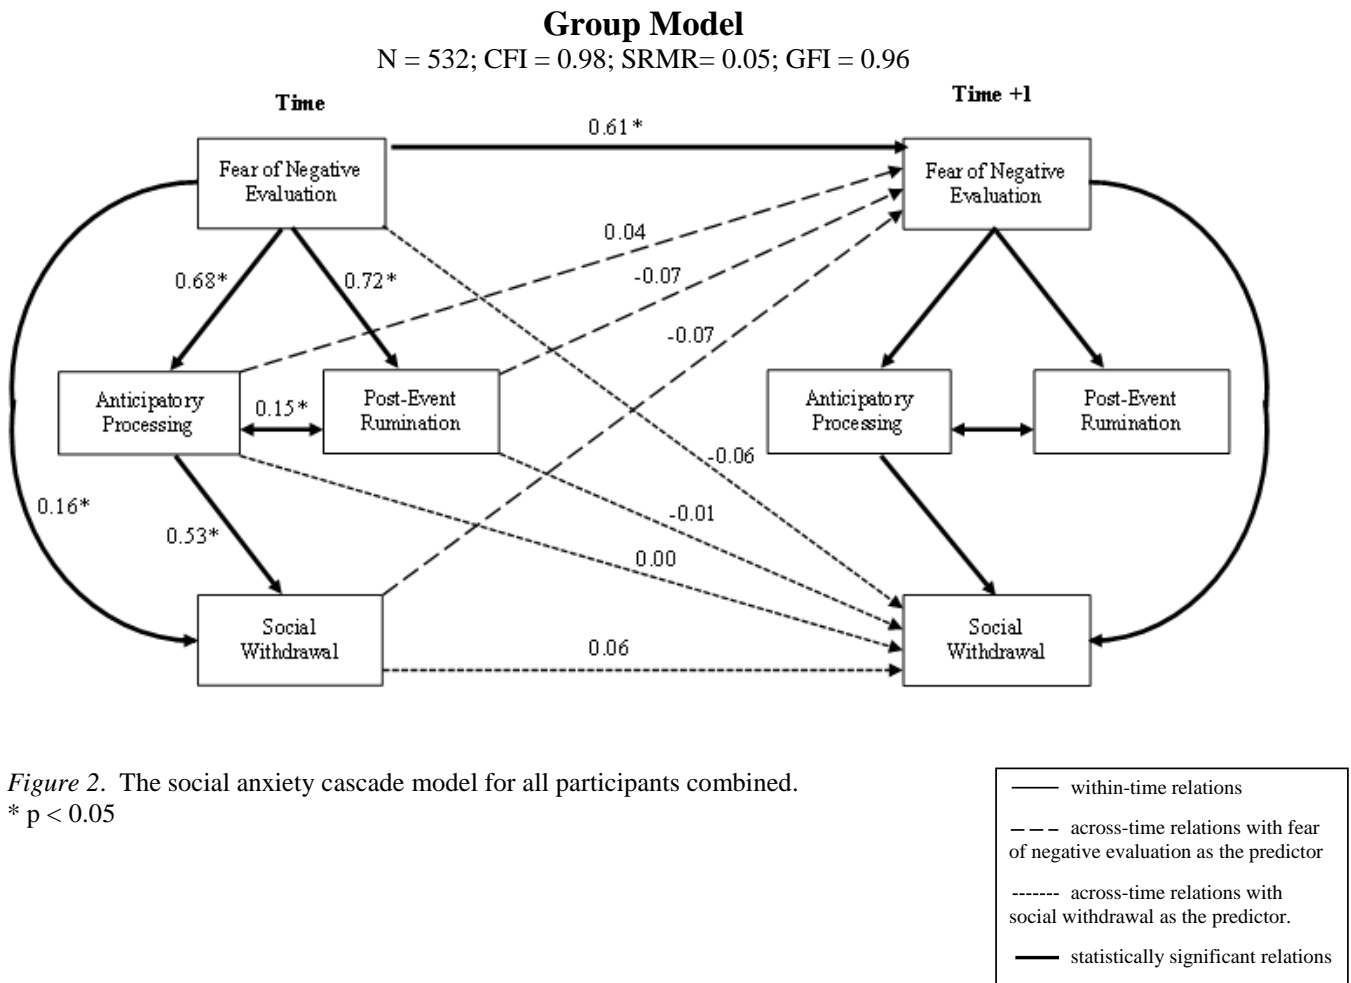 Group Model
N = 532; CFI = 0.98; SRMR= 0.05; GFI = 0.96
Time
Time +1
0.61*
Fear of Negative
Evaluation
Fear of Negative
Evaluation
0.04
0.68*
0.72*
-0.07
-0.07
Anticipatory
Processing
0.15*
Post-Event
Rumination
Anticipatory
Processing
Post-Event
Rumination
-0.06
0.16*
0.53*
-0.01
0.00
Social
Withdrawal
0.06
Social
Withdrawal
Figure 2. The social anxiety cascade model for all participants combined.
* p < 0.05
within-time relations
across-time relations with fear
of negative evaluation as the predictor
across-time relations with
social withdrawal as the predictor.
statistically significant relations